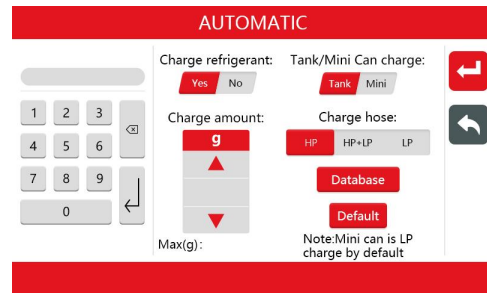 AUTOMATIC
Charge refrigerant:
Yes No
Tank/Mini Can charge:
Tank Mini
1 2 3
4 5 6
7 8 9
0
Charge amount:
g
Max(g):
Charge hose:
HP HP+LP LP
Database
Default
Note:Mini can is LP
charge by default